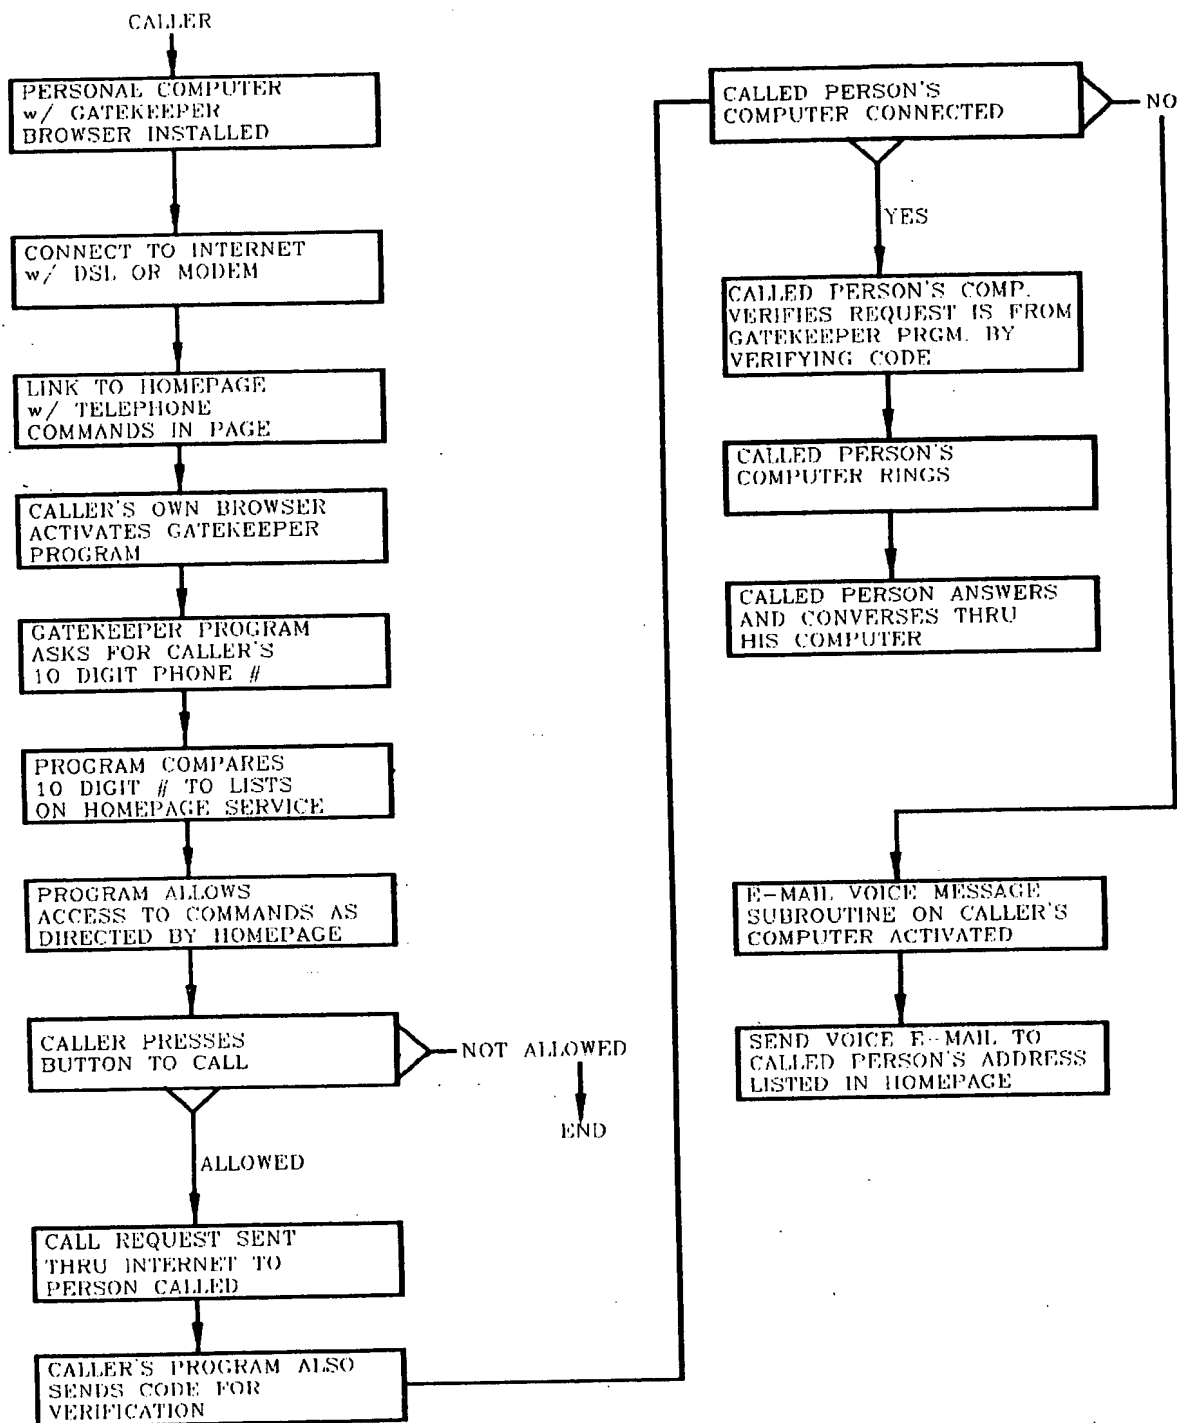 CALLER
PERSONAL COMPUTER
w/ GATEKEEPER
BROWSER INSTALLED
CONNECT TO INTERNET
w/ DSL OR MODEM
LINK TO HOMEPAGE
w/ TELEPHONE
COMMANDS IN PAGE
CALLER'S OWN BROWSER
ACTIVATES GATEKEEPER
PROGRAM
GATEKEEPER PROGRAM
ASKS FOR CALLER'S
10 DIGIT PHONE #
PROGRAM COMPARES
10 DIGIT # TO LISTS
ON HOMEPAGE SERVICE
PROGRAM ALLOWS
ACCESS TO COMMANDS AS
DIRECTED BY HOMEPAGE
CALLER PRESSES
BUTTON TO CALL
NOT ALLOWED
END
ALLOWED
CALL REQUEST SENT
THRU INTERNET TO
PERSON CALLED
CALLER'S PROGRAM ALSO
SENDS CODE FOR
VERIFICATION
CALLED PERSON'S
COMPUTER CONNECTED
NO
YES
CALLED PERSON'S COMP.
VERIFIES REQUEST IS FROM
GATEKEEPER PRGM. BY
VERIFYING CODE
CALLED PERSON'S
COMPUTER RINGS
CALLED PERSON ANSWERS
AND CONVERSES THRU
HIS COMPUTER
E-MAIL VOICE MESSAGE
SUBROUTINE ON CALLER'S
COMPUTER ACTIVATED
SEND VOICE E-MAIL TO
CALLED PERSON'S ADDRESS
LISTED IN HOMEPAGE